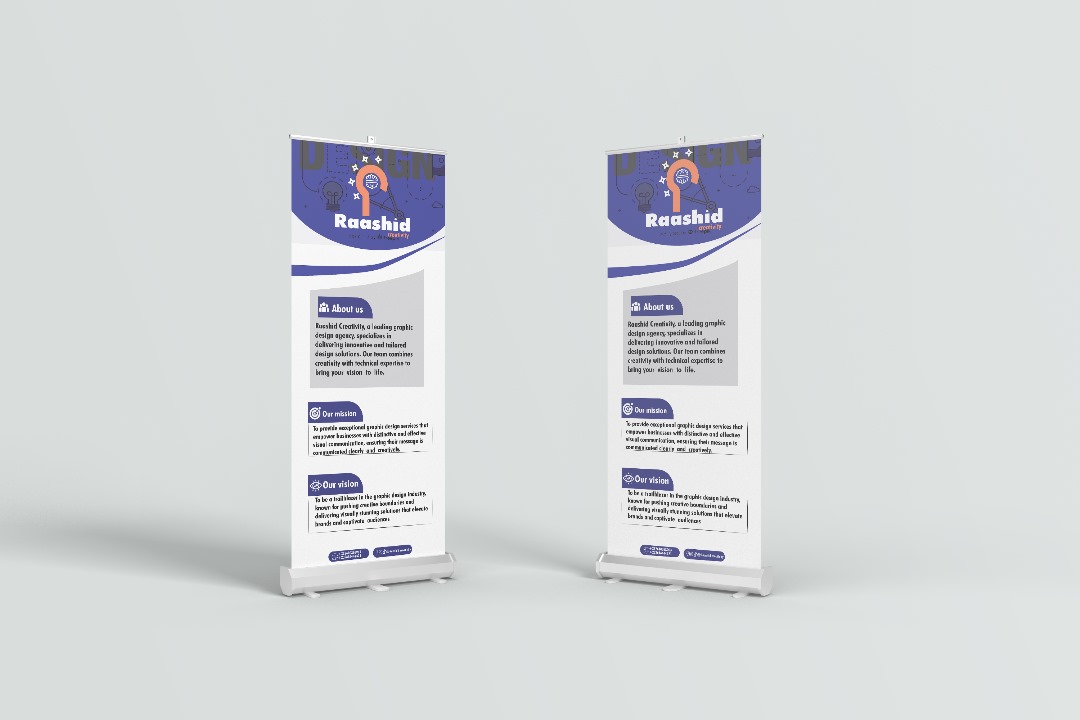 DESIGN
Raashid
creativity
About us
Raashid Creativity, a leading graphic
design agency, specializes in
delivering innovative and tailored
design solutions. Our team combines
creativity with technical expertise to
bring your vision to life.
Our mission
To provide exceptional graphic design services that
empower businesses with distinctive and effective
visual communication, ensuring their message is
communicated clearly and creatively.
Our vision
To be a trailblazer in the graphic design industry,
known for pushing creative boundaries and
delivering visually stunning solutions that elevate
brands and captivate audiences
DESIGN
Raashid
creativity
About us
Raashid Creativity, a leading graphic
design agency, specializes in
delivering innovative and tailored
design solutions. Our team combines
creativity with technical expertise to
bring your vision to life.
Our mission
To provide exceptional graphic design services that
empower businesses with distinctive and effective
visual communication, ensuring their message is
communicated clearly and creatively.
Our vision
To be a trailblazer in the graphic design industry,
known for pushing creative boundaries and
delivering visually stunning solutions that elevate
brands and captivate audiences